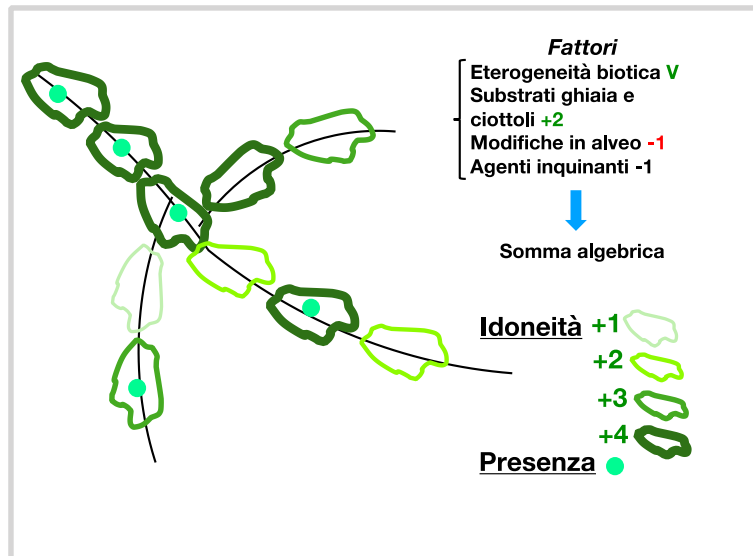 Fattori
Eterogeneità biotica V
Substrati ghiaia e
ciottoli +2
Modifiche in alveo -1
Agenti inquinanti -1
Somma algebrica
Idoneità +1
+2
+3
+4
Presenza